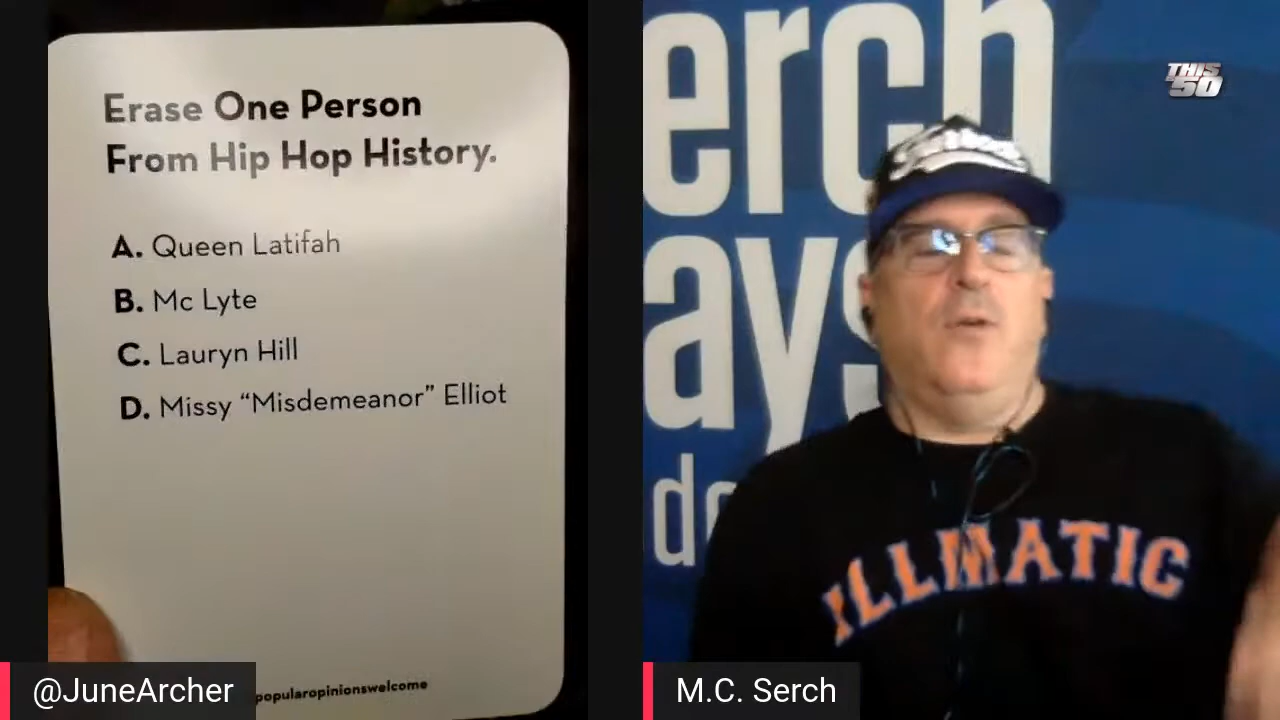 Erase One Person
From Hip Hop History.
A. Queen Latifah
B. Mc Lyte
C. Lauryn Hill
D. Missy “Misdemeanor” Elliot
popularopinionswelcome
@JuneArcher
erch
ays
THIS
50
ILLMATIC
M.C. Serch